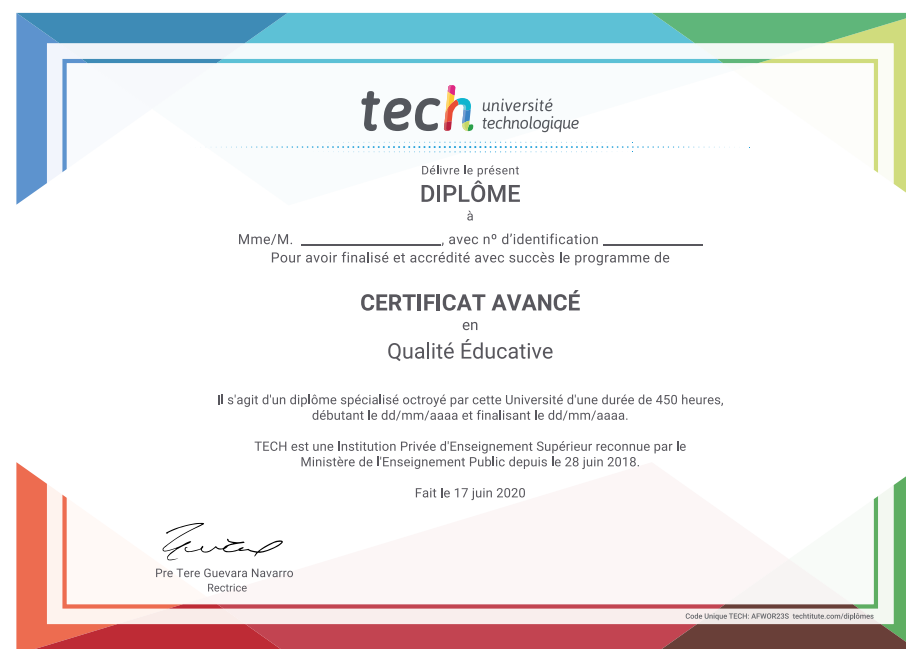 tech université
technologique
Délivre le présent
DIPLÔME
à
Mme/M. ____________________, avec nº d'identification ______________
Pour avoir finalisé et accrédité avec succès le programme de
CERTIFICAT AVANCÉ
en
Qualité Éducative
Il s'agit d'un diplôme spécialisé octroyé par cette Université d'une durée de 450 heures,
débutant le dd/mm/aaaa et finalisant le dd/mm/aaaa.
TECH est une Institution Privée d'Enseignement Supérieur reconnue par le
Ministère de l'Enseignement Public depuis le 28 juin 2018.
Fait le 17 juin 2020
Pre Tere Guevara Navarro
Rectrice
Code Unique TECH: AFWOR23S techtitute.com/diplômes